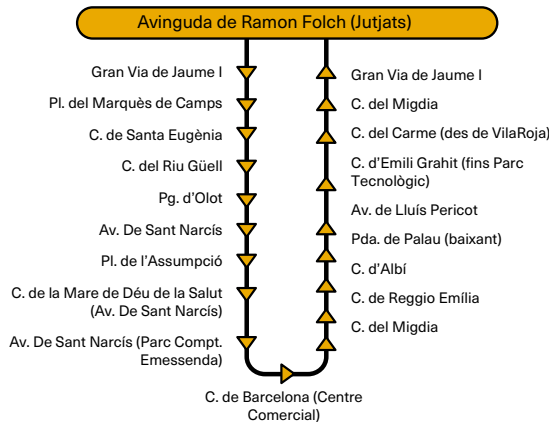 Avinguda de Ramon Folch (Jutjats)
Gran Via de Jaume I
Pl. del Marquès de Camps
C. de Santa Eugènia
C. del Riu Güell
Pg. d'Olot
Av. De Sant Narcís
Pl. de l'Assumpció
C. de la Mare de Déu de la Salut
(Av. De Sant Narcís)
Av. De Sant Narcís (Parc Compt.
Emessenda)
C. de Barcelona (Centre
Comercial)
Gran Via de Jaume I
C. del Migdia
C. del Carme (des de VilaRoja)
C. d'Emili Grahit (fins Parc
Tecnològic)
Av. de Lluís Pericot
Pda. de Palau (baixant)
C. d'Albí
C. de Reggio Emília
C. del Migdia